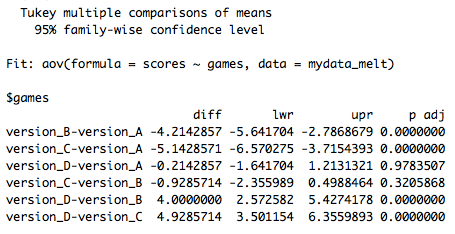 Tukey multiple comparisons of means
95% family-wise confidence level
Fit: aov(formula = scores ~ games, data = mydata_melt)
$games
diff lwr upr p adj
version_B-version_A -4.2142857 -5.641704 -2.7868679 0.0000000
version_C-version_A -5.1428571 -6.570275 -3.7154393 0.0000000
version_D-version_A -0.2142857 -1.641704 1.2131321 0.9783507
version_C-version_B -0.9285714 -2.355989 0.4988464 0.3205868
version_D-version_B 4.0000000 2.572582 5.4274178 0.0000000
version_D-version_C 4.9285714 3.501154 6.3559893 0.0000000